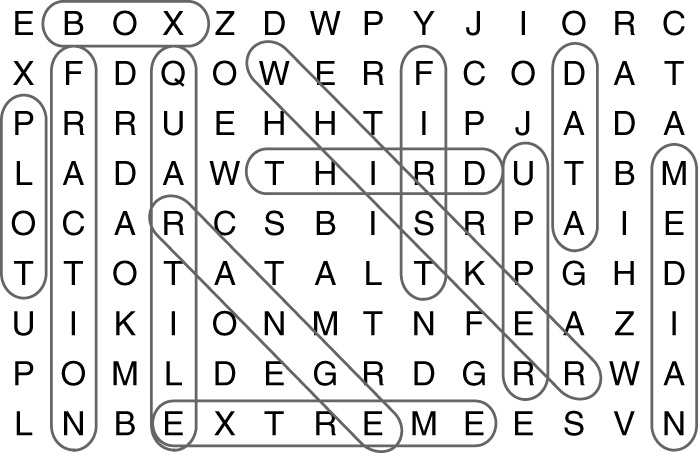 E B O X Z D W P Y J I O R C
X F D Q O W E R F C O D A T
P R R U E H H T I P J A D A
L A D A W T H I R D U T B M
O C A R C S B I S R P A I E
T T O T A T A L T K P G H D
U I K I O N M T N F E A Z I
P O M L D E G R D G R R W A
L N B E X T R E M E E S V N